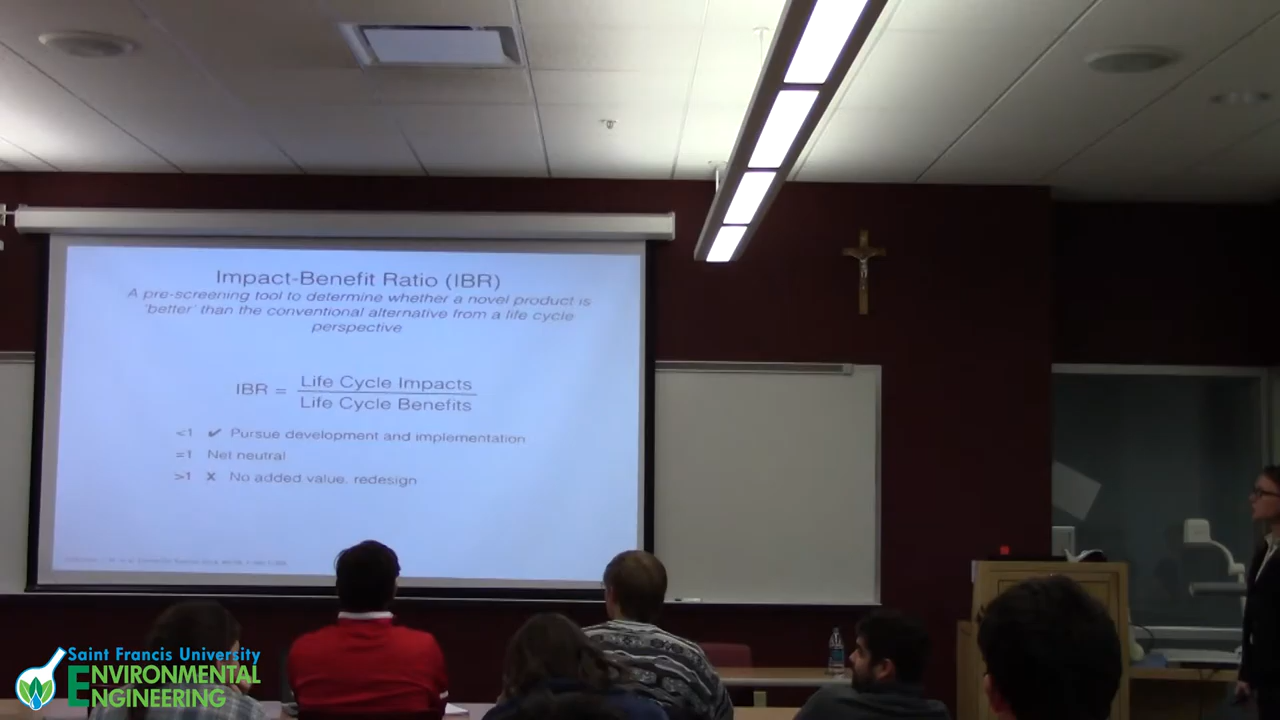 Impact-Benefit Ratio (IBR)
A pre-screening tool to determine whether a novel product is
'better' than the conventional alternative from a life cycle
perspective
IBR = Life Cycle Impacts
Life Cycle Benefits
<1 ✔ Pursue development and implementation
=1 Net neutral
>1 x No added value, redesign
Saint Francis University
ENVIRONMENTAL
ENGINEERING